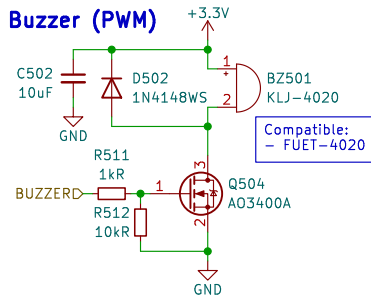 Buzzer (PWM)
+3.3V
C502
10uF
GND
D502
1N4148WS
1
+
2
BZ501
KLJ-4020
Compatible:
- FUET-4020
R511
1kR
BUZZER
R512
10kR
1
3
2
Q504
AO3400A
GND